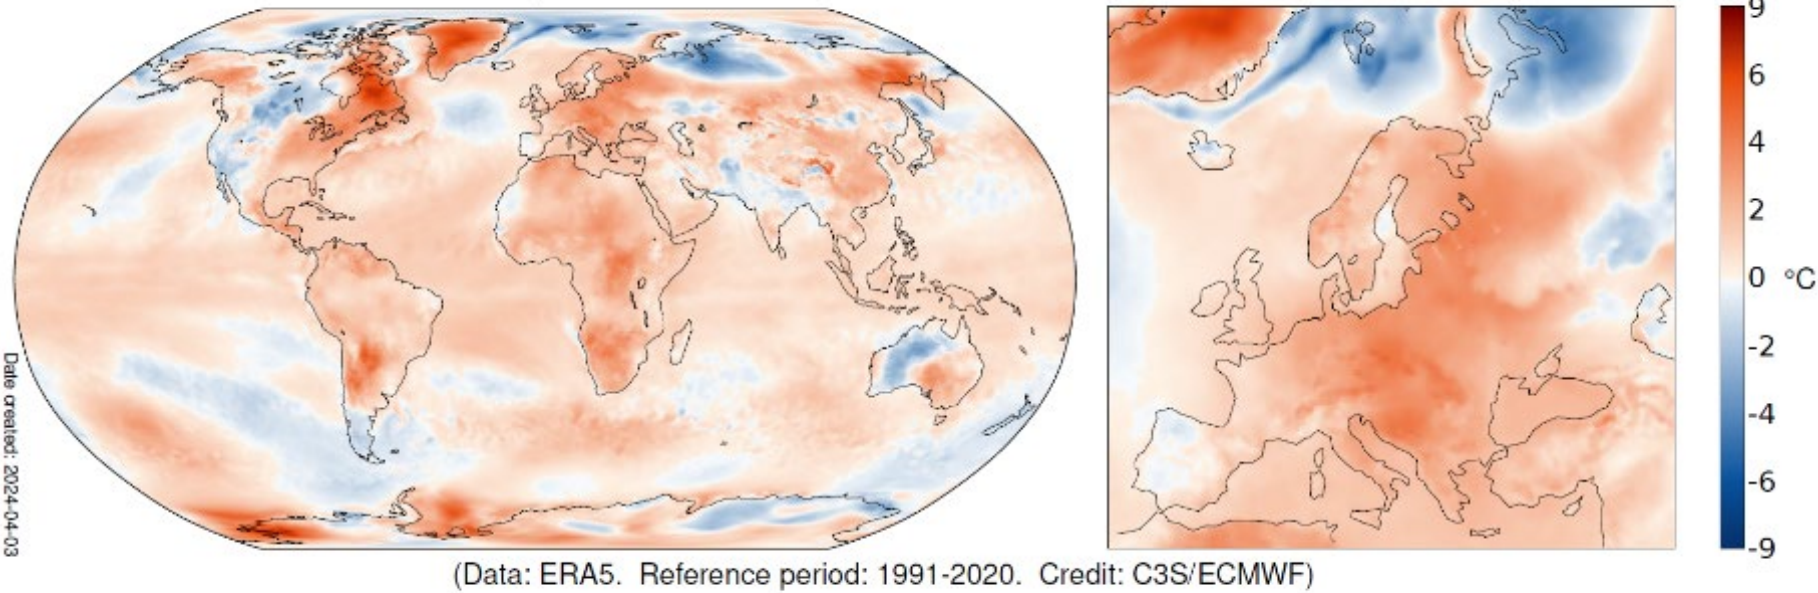 Date created: 2024-04-03
9
6
4
2
0 °C
-2
-4
-6
-9
(Data: ERA5. Reference period: 1991-2020. Credit: C3S/ECMWF)